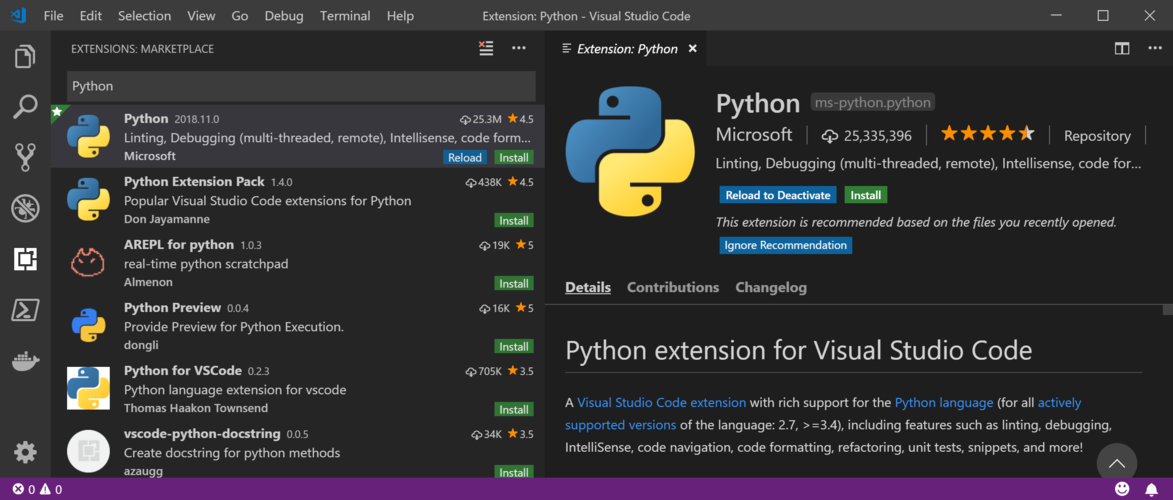 File Edit Selection View Go Debug Terminal Help
Extension: Python - Visual Studio Code
EXTENSIONS: MARKETPLACE
Python
Python 2018.11.0 25.3M 4.5
Linting, Debugging (multi-threaded, remote), Intellisense, code form...
Microsoft Reload Install
Python Extension Pack 1.4.0 438K 4.5
Popular Visual Studio Code extensions for Python
Don Jayamanne Install
AREPL for python 1.0.3 19K 5
real-time python scratchpad
Almenon Install
Python Preview 0.0.4 16K 5
Provide Preview for Python Execution.
dongli Install
Python for VSCode 0.2.3 705K 3.5
Python language extension for vscode
Thomas Haakon Townsend Install
vscode-python-docstring 0.0.5 34K 3.5
Create docstring for python methods
azaugg Install
Extension: Python
Python ms-python.python
Microsoft 25,335,396 Repository
Linting, Debugging (multi-threaded, remote), Intellisense, code for...
Reload to Deactivate Install
This extension is recommended based on the files you recently opened.
Ignore Recommendation
Details Contributions Changelog
Python extension for Visual Studio Code
A Visual Studio Code extension with rich support for the Python language (for all actively
supported versions of the language: 2.7, >=3.4), including features such as linting, debugging,
IntelliSense, code navigation, code formatting, refactoring, unit tests, snippets, and more!
0 0